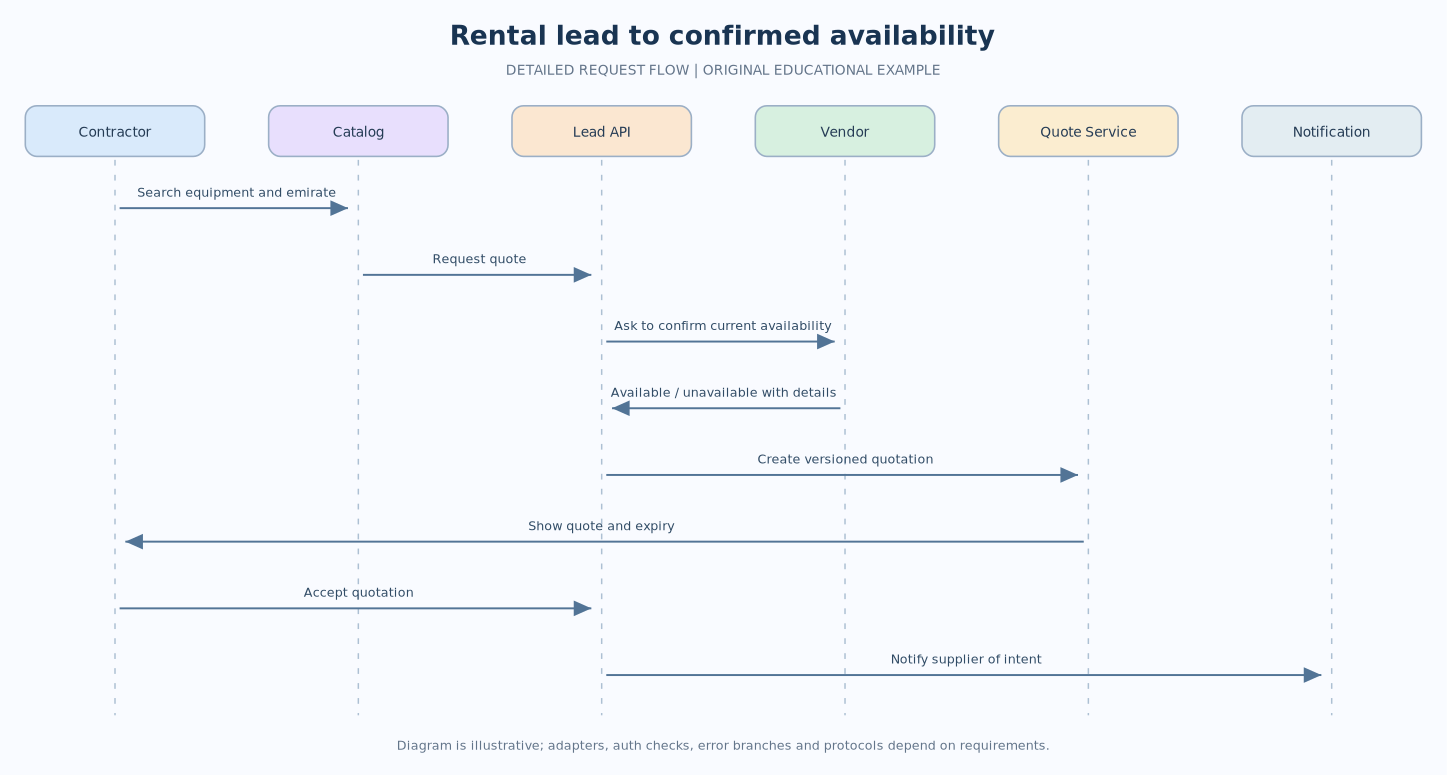 Rental lead to confirmed availability
DETAILED REQUEST FLOW | ORIGINAL EDUCATIONAL EXAMPLE
Contractor
Catalog
Lead API
Vendor
Quote Service
Notification
Search equipment and emirate
Request quote
Ask to confirm current availability
Available / unavailable with details
Create versioned quotation
Show quote and expiry
Accept quotation
Notify supplier of intent
Diagram is illustrative; adapters, auth checks, error branches and protocols depend on requirements.